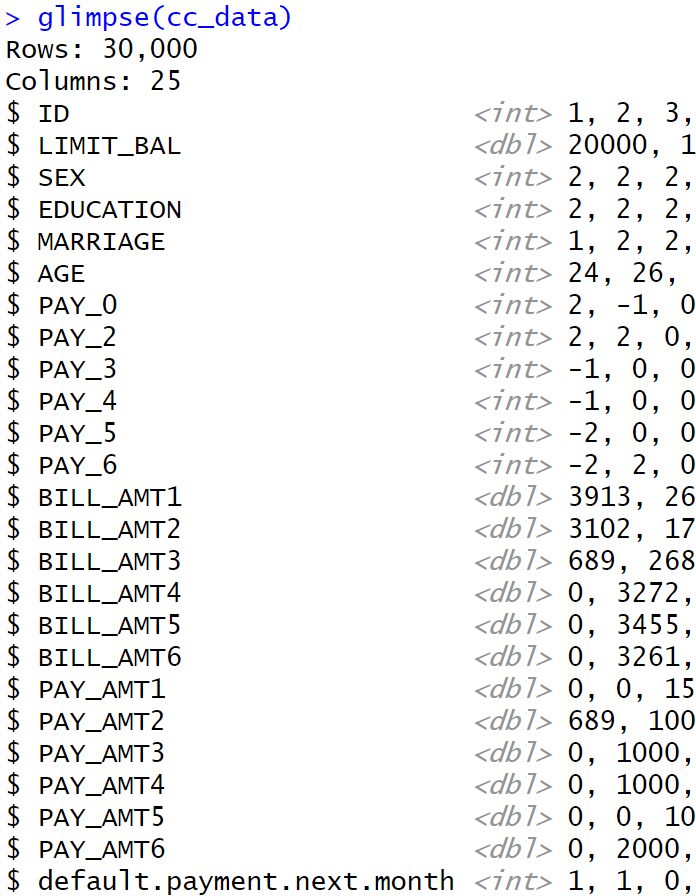 > glimpse(cc_data)
Rows: 30,000
Columns: 25
$ ID <int> 1, 2, 3,
$ LIMIT_BAL <dbl> 20000, 1
$ SEX <int> 2, 2, 2,
$ EDUCATION <int> 2, 2, 2,
$ MARRIAGE <int> 1, 2, 2,
$ AGE <int> 24, 26,
$ PAY_0 <int> 2, -1, 0
$ PAY_2 <int> 2, 2, 0,
$ PAY_3 <int> -1, 0, 0
$ PAY_4 <int> -1, 0, 0
$ PAY_5 <int> -2, 0, 0
$ PAY_6 <int> -2, 2, 0
$ BILL_AMT1 <dbl> 3913, 26
$ BILL_AMT2 <dbl> 3102, 17
$ BILL_AMT3 <dbl> 689, 268
$ BILL_AMT4 <dbl> 0, 3272,
$ BILL_AMT5 <dbl> 0, 3455,
$ BILL_AMT6 <dbl> 0, 3261,
$ PAY_AMT1 <dbl> 0, 0, 15
$ PAY_AMT2 <dbl> 689, 100
$ PAY_AMT3 <dbl> 0, 1000,
$ PAY_AMT4 <dbl> 0, 1000,
$ PAY_AMT5 <dbl> 0, 0, 10
$ PAY_AMT6 <dbl> 0, 2000,
$ default.payment.next.month <int> 1, 1, 0,